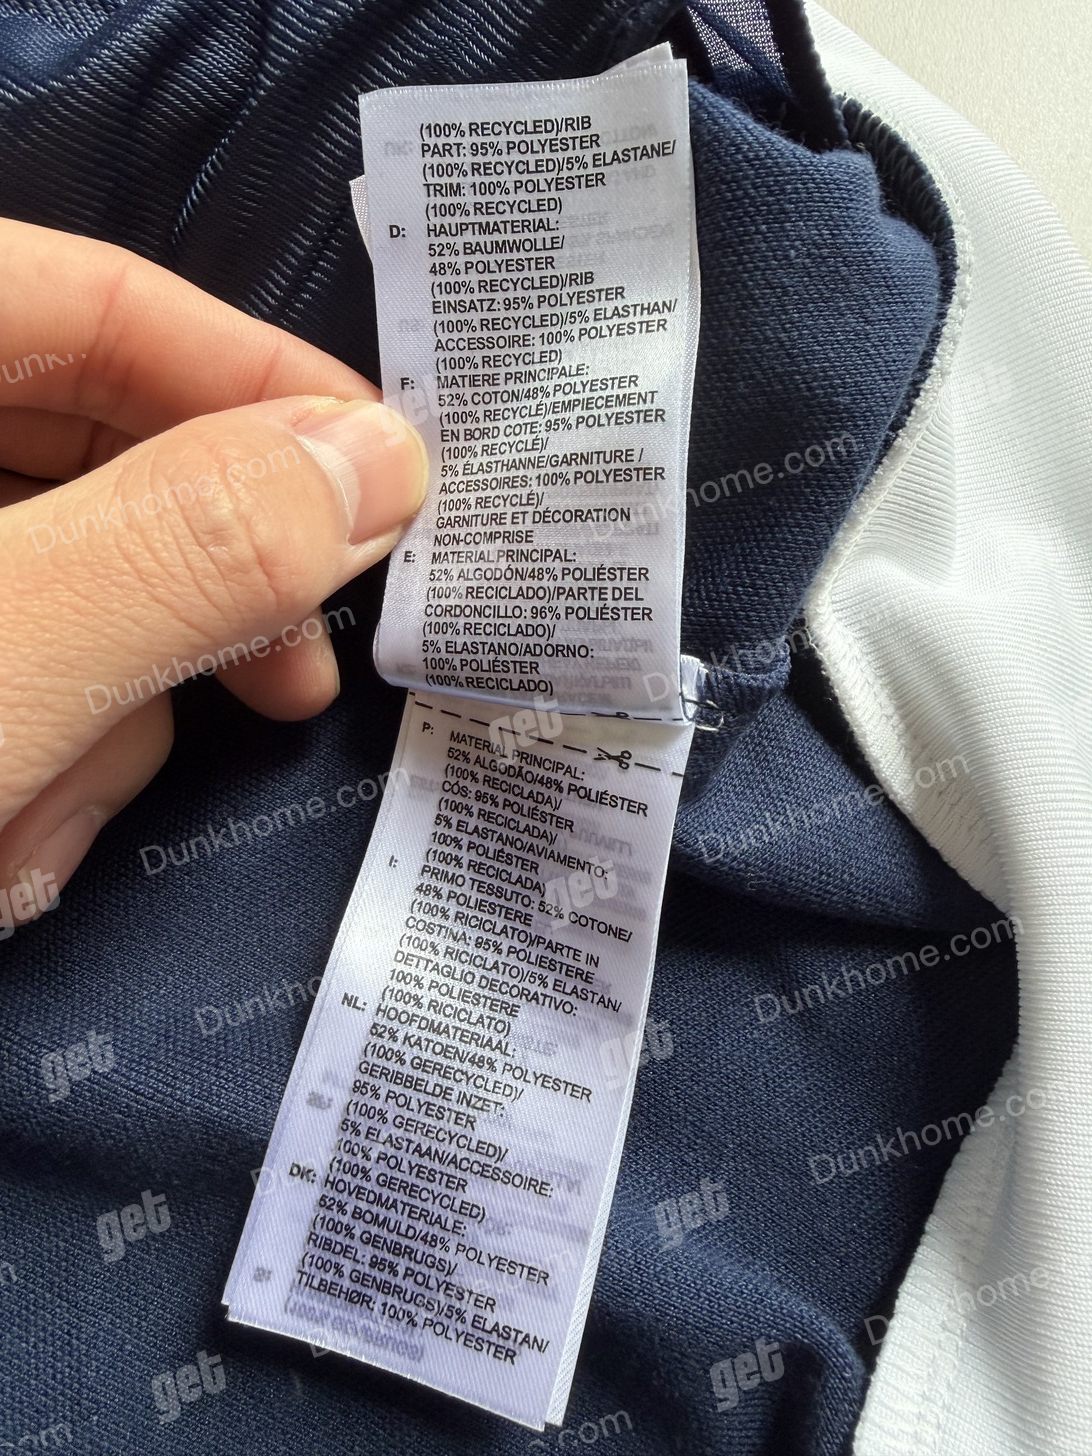 (100% RECYCLED)/RIB
PART: 95% POLYESTER
(100% RECYCLED)/5% ELASTANE/
TRIM: 100% POLYESTER
(100% RECYCLED)
D: HAUPTMATERIAL:
52% BAUMWOLLE/
48% POLYESTER
(100% RECYCLED)/RIB
EINSATZ: 95% POLYESTER
(100% RECYCLED)/5% ELASTHAN/
ACCESSOIRE: 100% POLYESTER
(100% RECYCLED)
F: MATIERE PRINCIPALE:
52% COTON/48% POLYESTER
(100% RECYCLÉ)/EMPIECEMENT
EN BORD COTE: 95% POLYESTER
(100% RECYCLÉ)/
5% ÉLASTHANNE/GARNITURE /
ACCESSOIRES: 100% POLYESTER
(100% RECYCLÉ)/
GARNITURE ET DÉCORATION
NON-COMPRISE
E: MATERIAL PRINCIPAL:
52% ALGODÓN/48% POLIÉSTER
(100% RECICLADO)/PARTE DEL
CORDONCILLO: 96% POLIÉSTER
(100% RECICLADO)/
5% ELASTANO/ADORNO:
100% POLIÉSTER
(100% RECICLADO)
P: MATERIAL PRINCIPAL:
52% ALGODÃO/48% POLIÉSTER
(100% RECICLADA)/
CÓS: 95% POLIÉSTER
(100% RECICLADA)/
5% ELASTANO/AVIAMENTO:
100% POLIÉSTER
(100% RECICLADA)
I: PRIMO TESSUTO: 52% COTONE/
48% POLIESTERE
(100% RICICLATO)/PARTE IN
COSTINA: 95% POLIESTERE
(100% RICICLATO)/5% ELASTAN/
DETTAGLIO DECORATIVO:
100% POLIESTERE
(100% RICICLATO)
NL: HOOFDMATERIAAL:
52% KATOEN/48% POLYESTER
(100% GERECYCLED)/
GERIBBELDE INZET:
95% POLYESTER
(100% GERECYCLED)/
5% ELASTAAN/ACCESSOIRE:
100% POLYESTER
(100% GERECYCLED)
DK: HOVEDMATERIALE:
52% BOMULD/48% POLYESTER
(100% GENBRUGS)/
RIBDEL: 95% POLYESTER
(100% GENBRUGS)/5% ELASTAN/
TILBEHØR: 100% POLYESTER